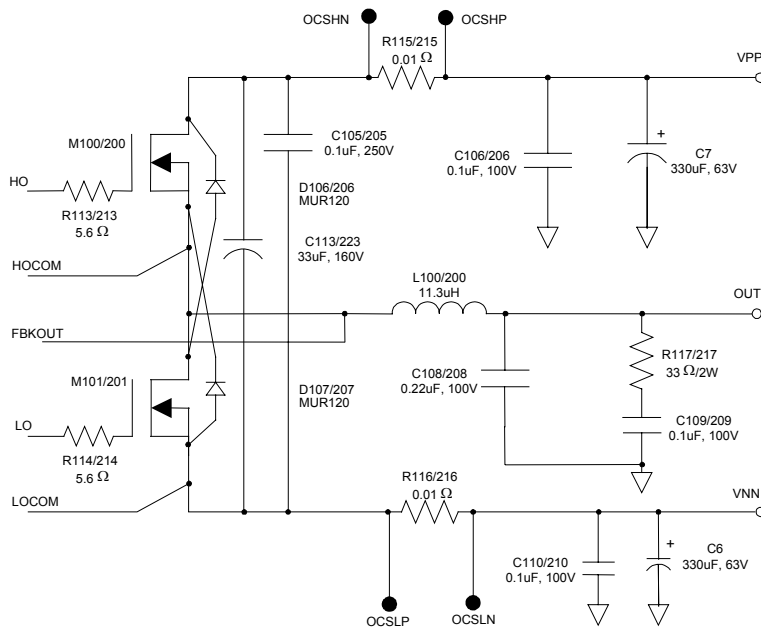 OCSHN
OCSHP
R115/215
0.01 Ω
VPP
M100/200
C105/205
0.1uF, 250V
C106/206
0.1uF, 100V
+
C7
330uF, 63V
HO
D106/206
MUR120
R113/213
5.6 Ω
C113/223
33uF, 160V
HOCOM
L100/200
11.3uH
OUT
FBKOUT
R117/217
33 Ω/2W
M101/201
C108/208
0.22uF, 100V
D107/207
MUR120
C109/209
0.1uF, 100V
LO
R114/214
5.6 Ω
R116/216
0.01 Ω
VNN
LOCOM
+
C6
330uF, 63V
C110/210
0.1uF, 100V
OCSLP
OCSLN